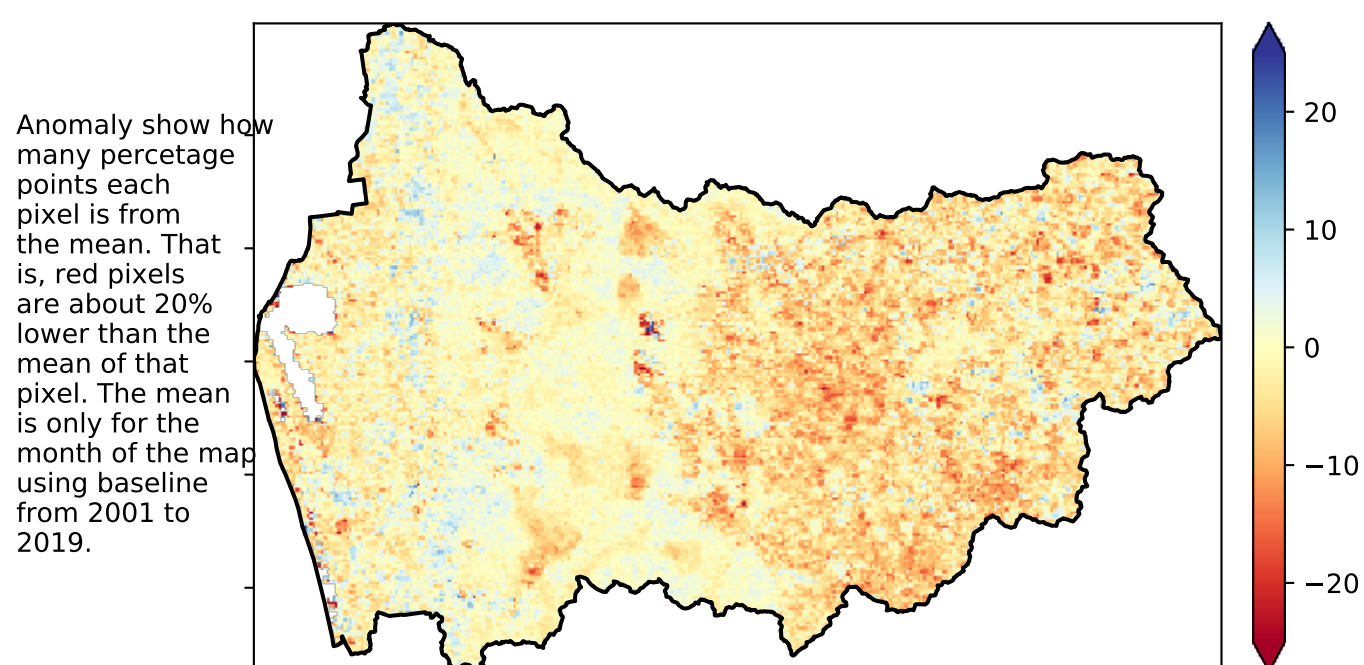 Anomaly show how
many percetage
points each
pixel is from
the mean. That
is, red pixels
are about 20%
lower than the
mean of that
pixel. The mean
is only for the
month of the map
using baseline
from 2001 to
2019.
20
10
0
−10
−20